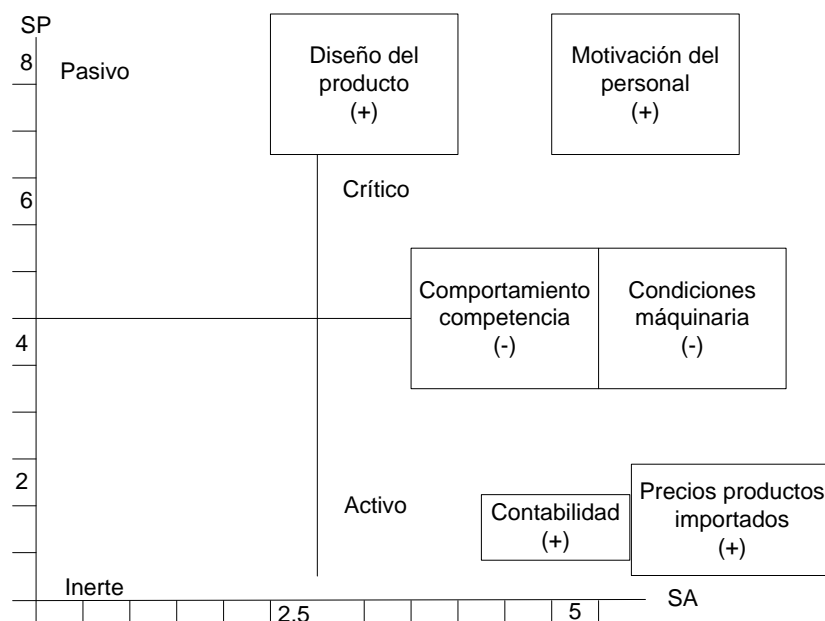 SP
8
Pasivo
Diseño del
producto
(+)
Motivación del
personal
(+)
6
Crítico
Comportamiento
competencia
(-)
Condiciones
máquinaria
(-)
4
2
Activo
Contabilidad
(+)
Precios productos
importados
(+)
Inerte
2.5
5
SA